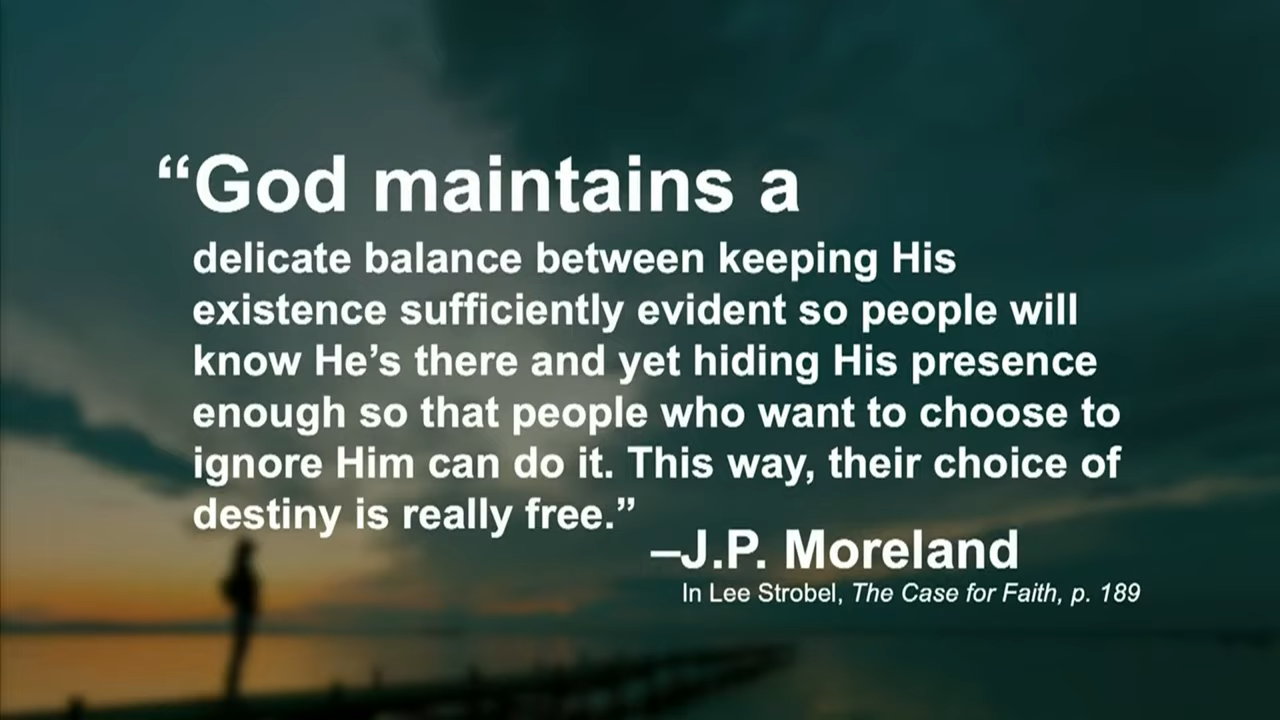 “God maintains a
delicate balance between keeping His
existence sufficiently evident so people will
know He’s there and yet hiding His presence
enough so that people who want to choose to
ignore Him can do it. This way, their choice of
destiny is really free.”
–J.P. Moreland
In Lee Strobel, The Case for Faith, p. 189